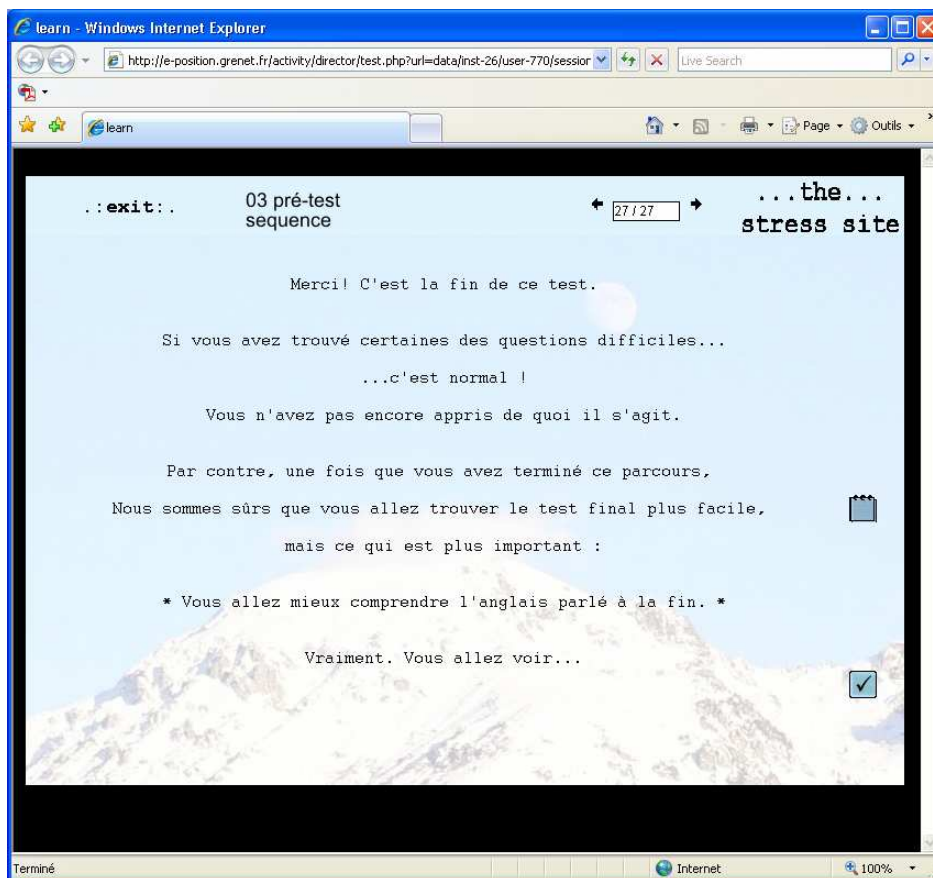 learn - Windows Internet Explorer
http://e-position.grenet.fr/activity/director/test.php?url=data/inst-26/user-770/session
Live Search
learn
Page
Outils
.:exit:.
03 pré-test
sequence
27 / 27
...the...
stress site
Merci! C'est la fin de ce test.
Si vous avez trouvé certaines des questions difficiles...
...c'est normal !
Vous n'avez pas encore appris de quoi il s'agit.
Par contre, une fois que vous avez terminé ce parcours,
Nous sommes sûrs que vous allez trouver le test final plus facile,
mais ce qui est plus important :
* Vous allez mieux comprendre l'anglais parlé à la fin. *
Vraiment. Vous allez voir...
Terminé
Internet
100%